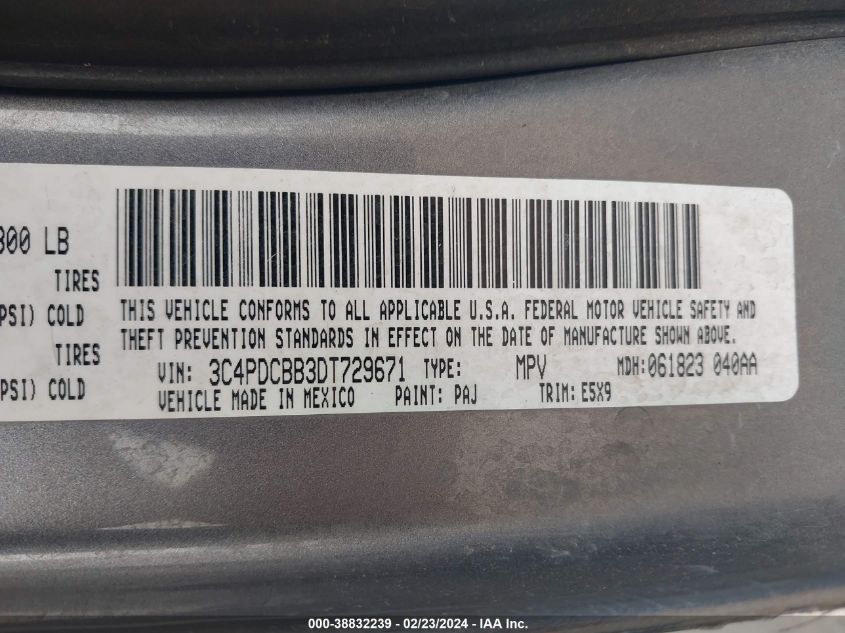 800 LB
TIRES
PSI) COLD
TIRES
PSI) COLD
THIS VEHICLE CONFORMS TO ALL APPLICABLE U.S.A. FEDERAL MOTOR VEHICLE SAFETY AND
THEFT PREVENTION STANDARDS IN EFFECT ON THE DATE OF MANUFACTURE SHOWN ABOVE.
VIN: 3C4PDCBB3DT729671 TYPE: MPV MDH:061823 040AA
VEHICLE MADE IN MEXICO PAINT: PAJ TRIM: E5X9
000-38832239 - 02/23/2024 - IAA Inc.